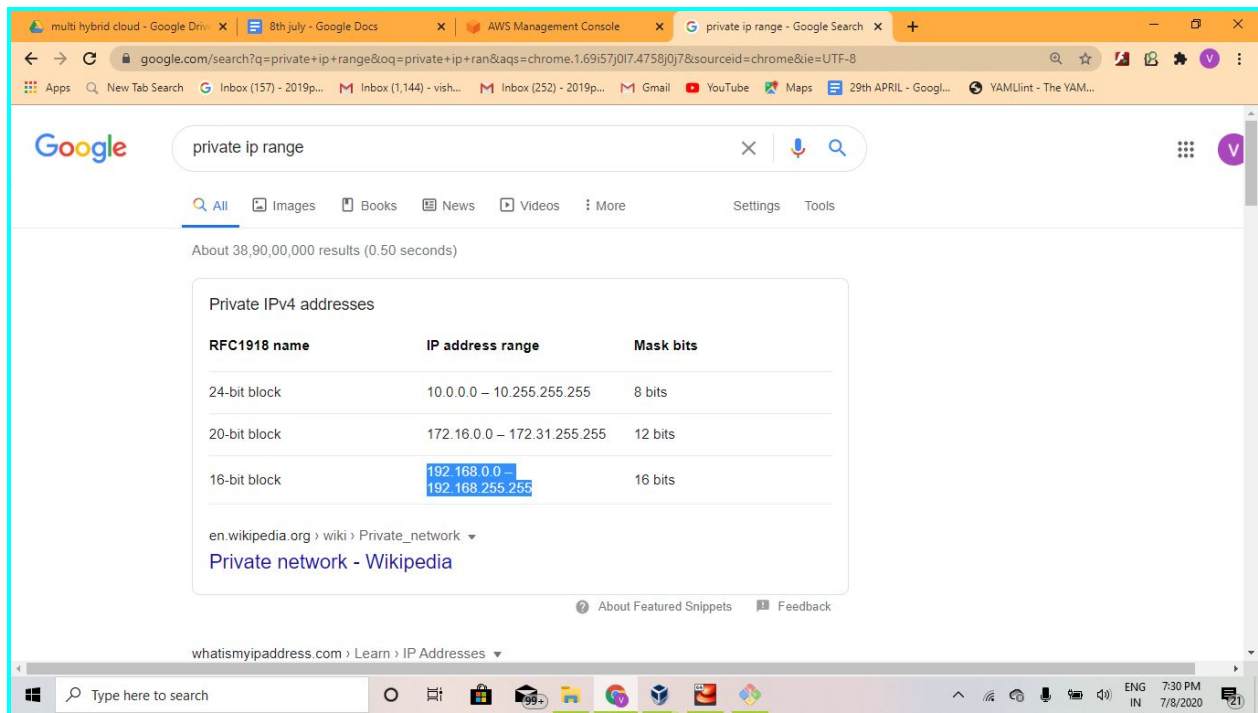 multi hybrid cloud - Google Driv
8th july - Google Docs
AWS Management Console
private ip range - Google Search
google.com/search?q=private+ip+range&oq=private+ip+ran&aqs=chrome.1.69i57j0l7.4758j0j7&sourceid=chrome&ie=UTF-8
Apps
New Tab Search
Inbox (157) - 2019p...
Inbox (1,144) - vish...
Inbox (252) - 2019p...
Gmail
YouTube
Maps
29th APRIL - Googl...
YAMLlint - The YAM...
Google
private ip range
V
All
Images
Books
News
Videos
More
Settings
Tools
About 38,90,00,000 results (0.50 seconds)
Private IPv4 addresses
RFC1918 name IP address range Mask bits
24-bit block 10.0.0.0 – 10.255.255.255 8 bits
20-bit block 172.16.0.0 – 172.31.255.255 12 bits
16-bit block 192.168.0.0 – 16 bits
192.168.255.255
en.wikipedia.org › wiki › Private_network
Private network - Wikipedia
About Featured Snippets
Feedback
whatismyipaddress.com › Learn › IP Addresses
Type here to search
99+
ENG
IN
7:30 PM
7/8/2020
21